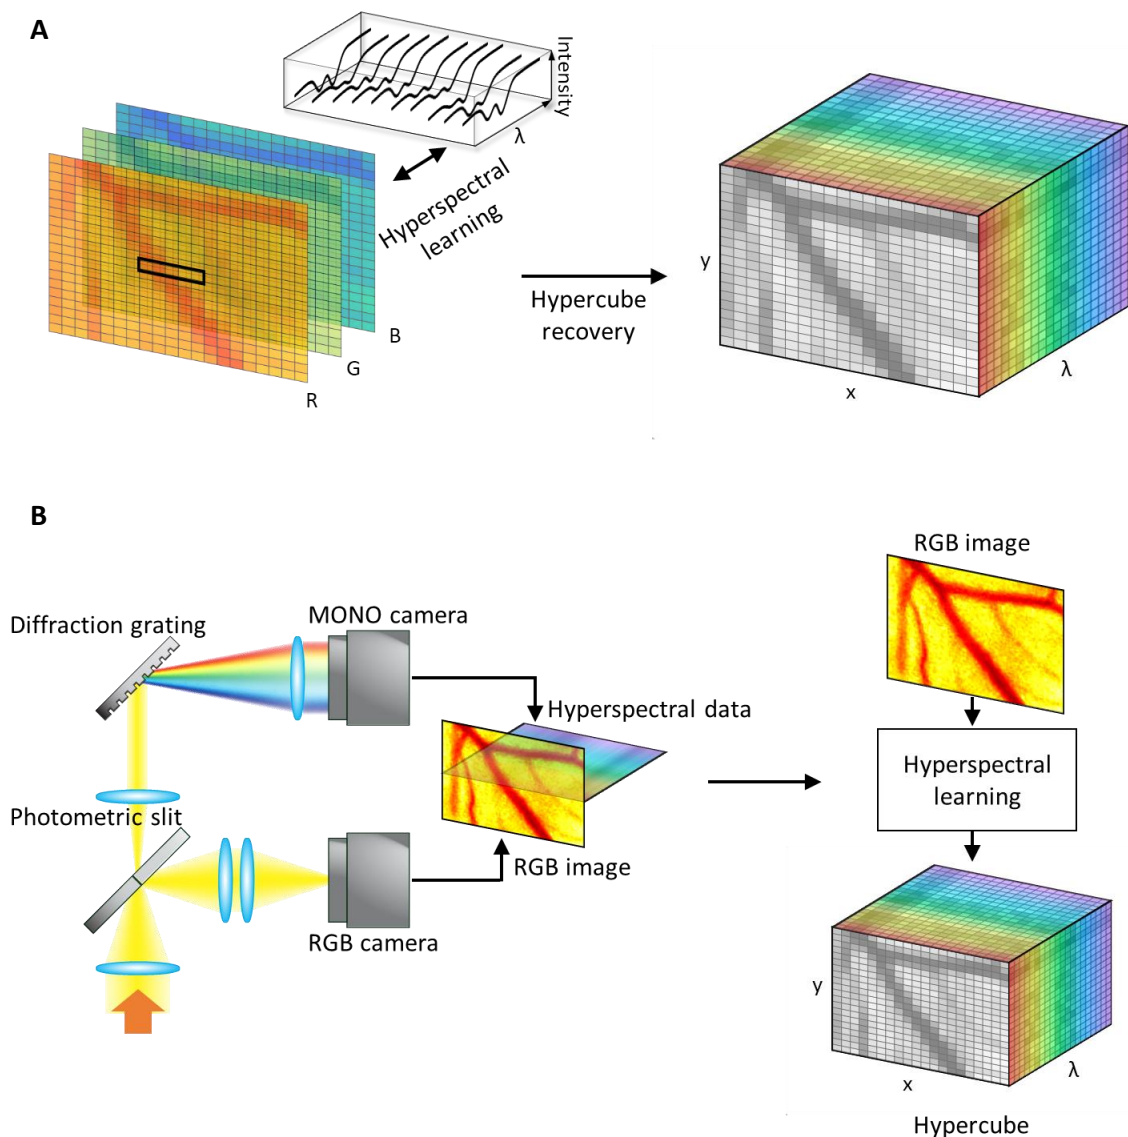 A
Intensity
λ
Hyperspectral
learning
B
G
R
Hypercube
recovery
y
x
λ
B
Diffraction grating
MONO camera
Photometric slit
RGB camera
Hyperspectral data
RGB image
RGB image
Hyperspectral
learning
y
x
λ
Hypercube